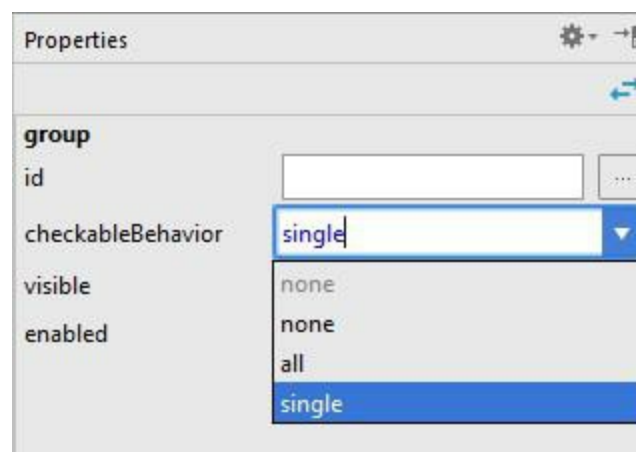 Properties
group
id
...
checkableBehavior
single
visible
none
none
enabled
all
single